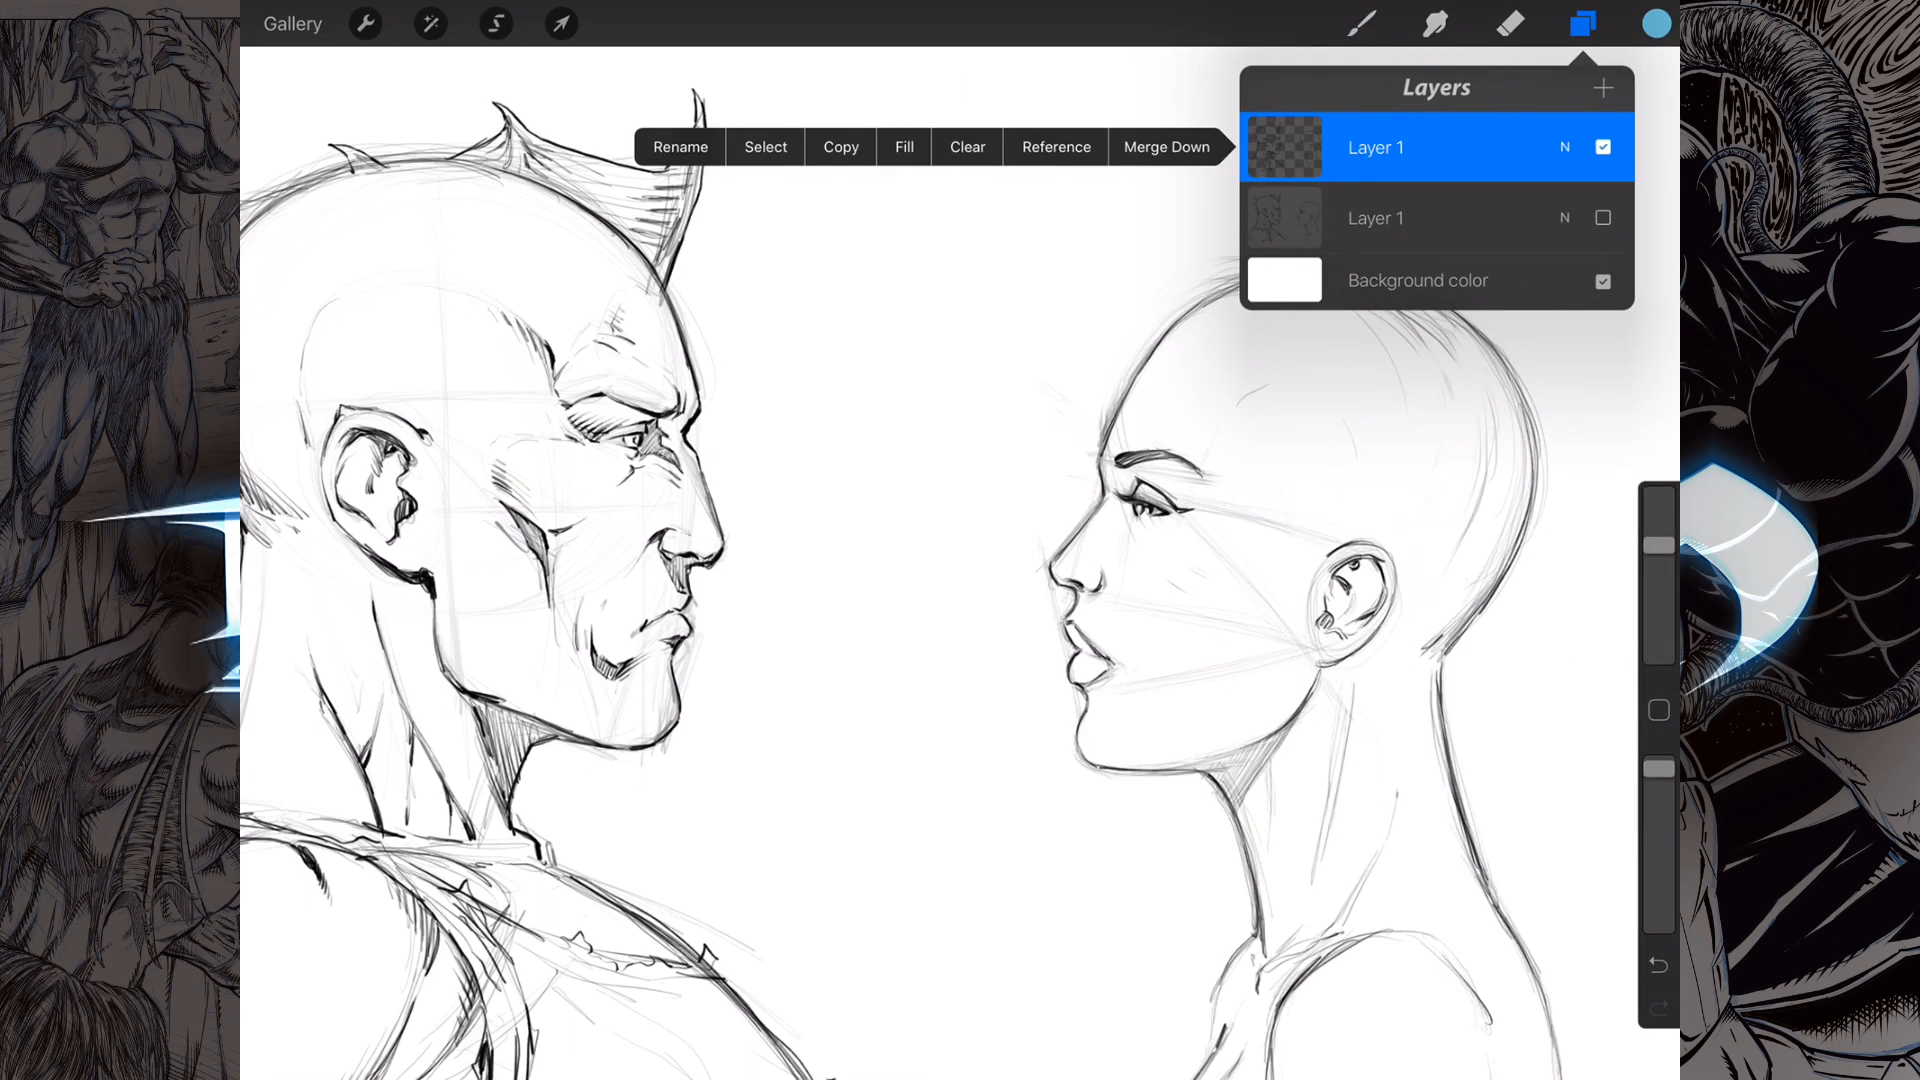 Gallery
Layers
Rename Select Copy Fill Clear Reference Merge Down
Layer 1 N
Layer 1 N
Background color